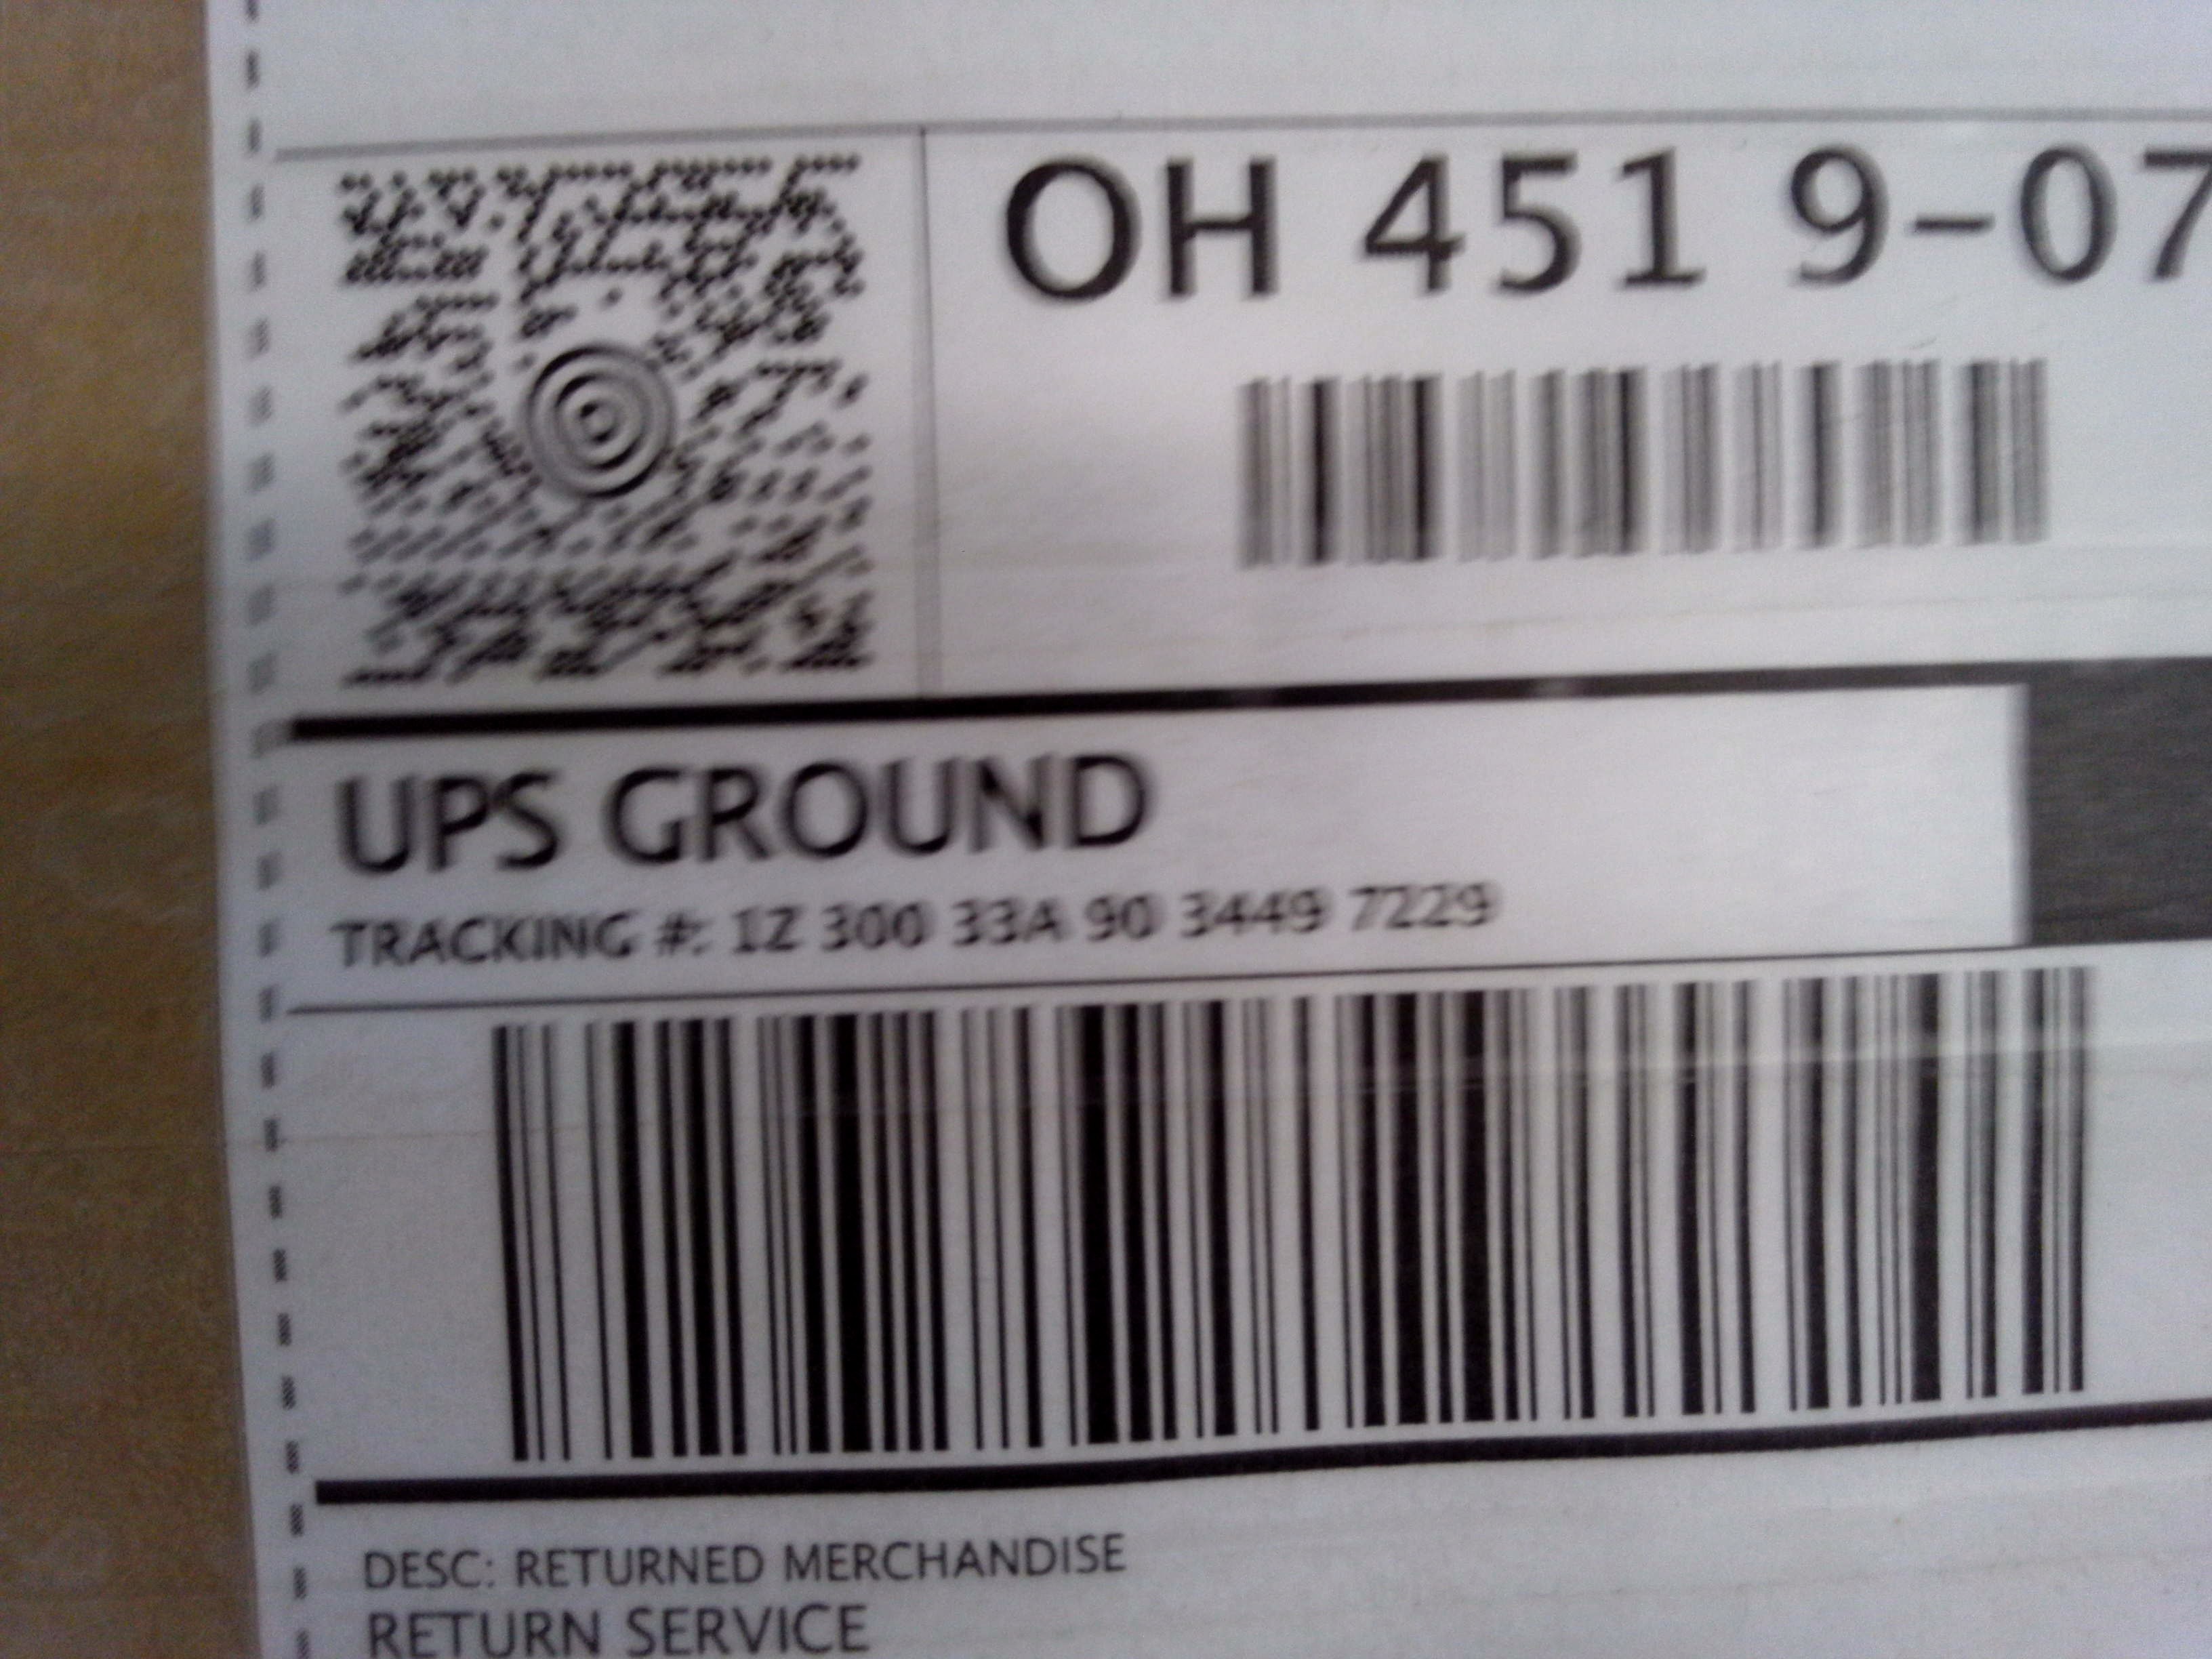 OH 451 9-07
UPS GROUND
TRACKING #: 1Z 300 33A 90 3449 7229
DESC: RETURNED MERCHANDISE
RETURN SERVICE